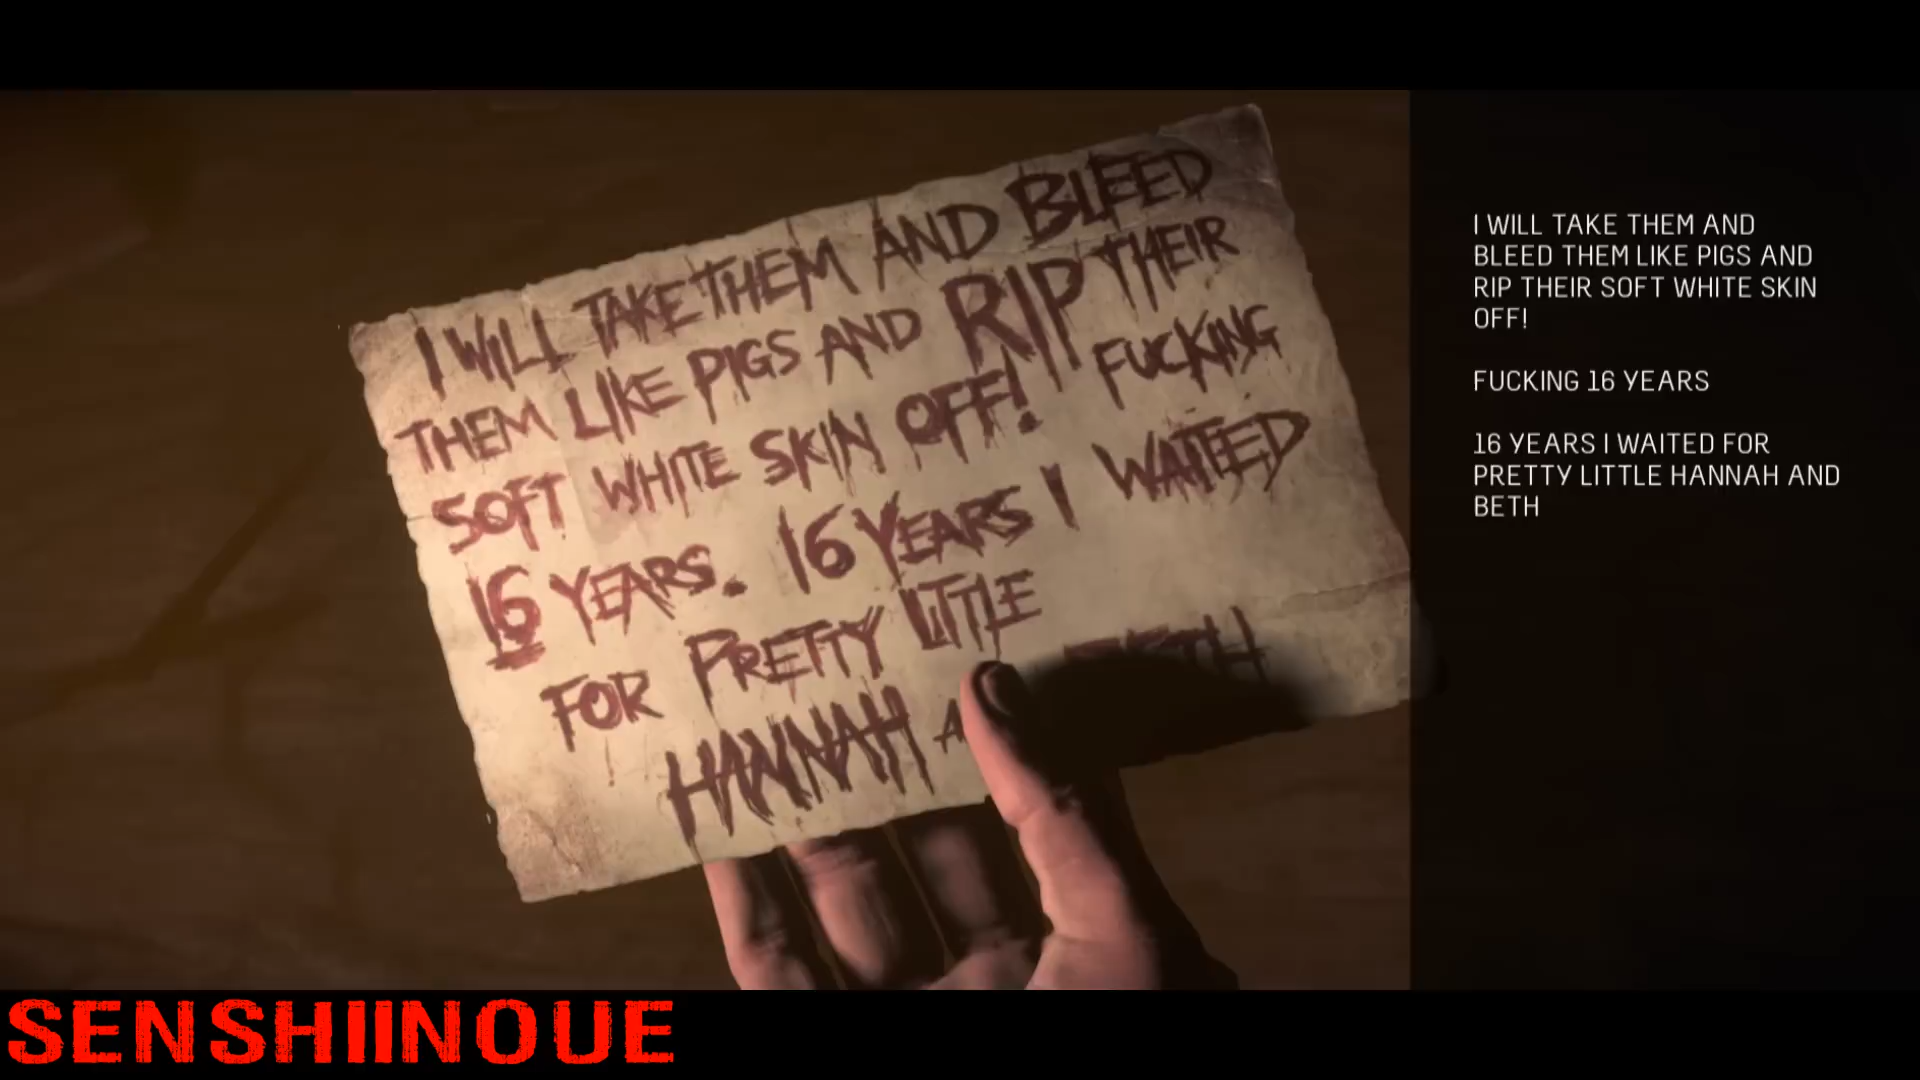 I WILL TAKE THEM AND BLEED
THEM LIKE PIGS AND RIP THEIR
SOFT WHITE SKIN OFF! FUCKING
16 YEARS. 16 YEARS I WAITED
FOR PRETTY LITTLE
HANNAH A BETH
I WILL TAKE THEM AND
BLEED THEM LIKE PIGS AND
RIP THEIR SOFT WHITE SKIN
OFF!
FUCKING 16 YEARS
16 YEARS I WAITED FOR
PRETTY LITTLE HANNAH AND
BETH
SENSHIINOUE